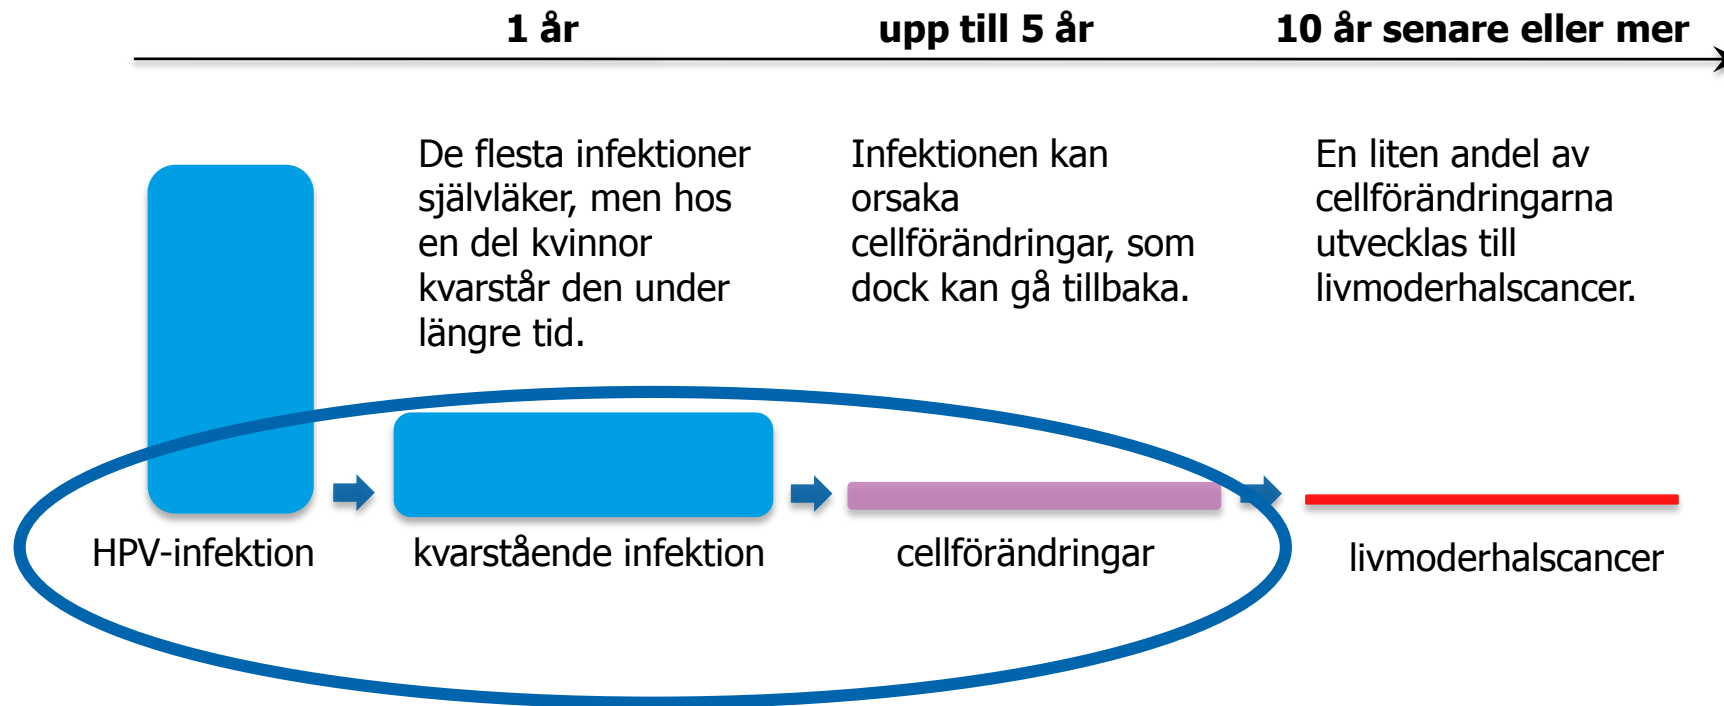 1 år
upp till 5 år
10 år senare eller mer
De flesta infektioner
självläker, men hos
en del kvinnor
kvarstår den under
längre tid.
Infektionen kan
orsaka
cellförändringar, som
dock kan gå tillbaka.
En liten andel av
cellförändringarna
utvecklas till
livmoderhalscancer.
HPV-infektion
kvarstående infektion
cellförändringar
livmoderhalscancer